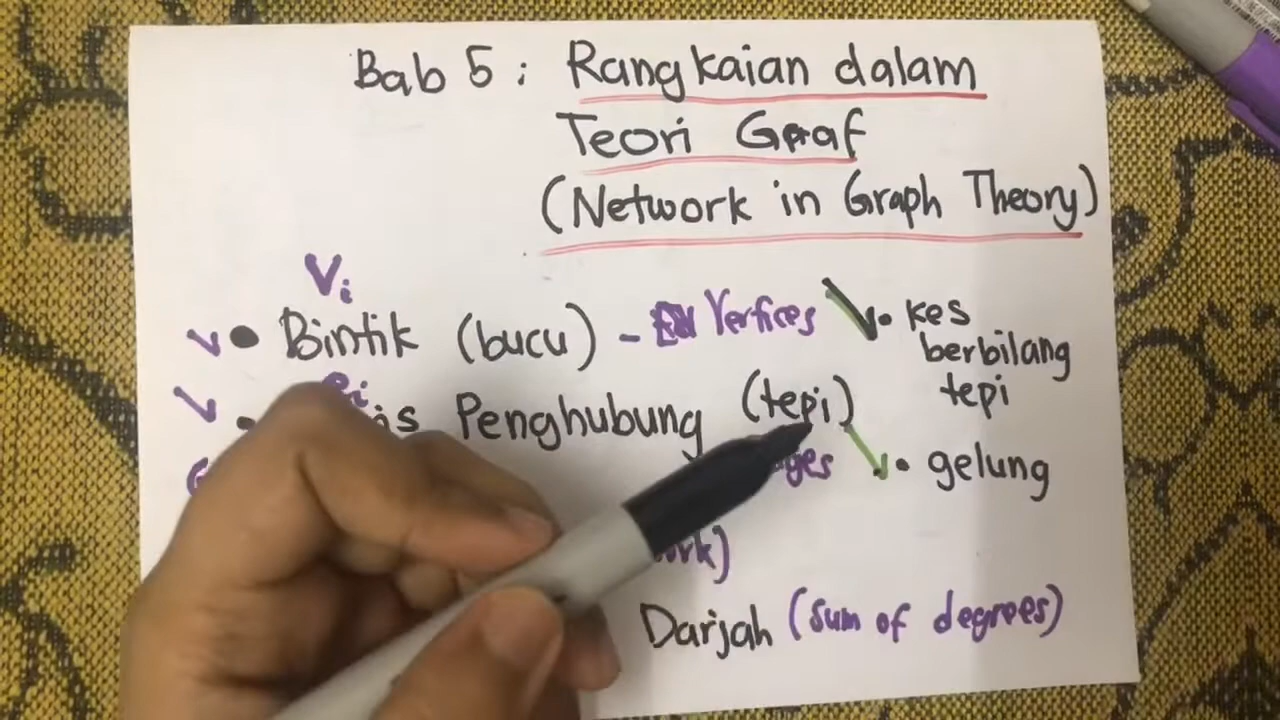 Bab 5 : Rangkaian dalam
Teori Graf
(Network in Graph Theory)
Vi
• Bintik (bucu) - Vertices
• kes
berbilang
tepi
Penghubung (tepi)
• gelung
Darjah (sum of degrees)